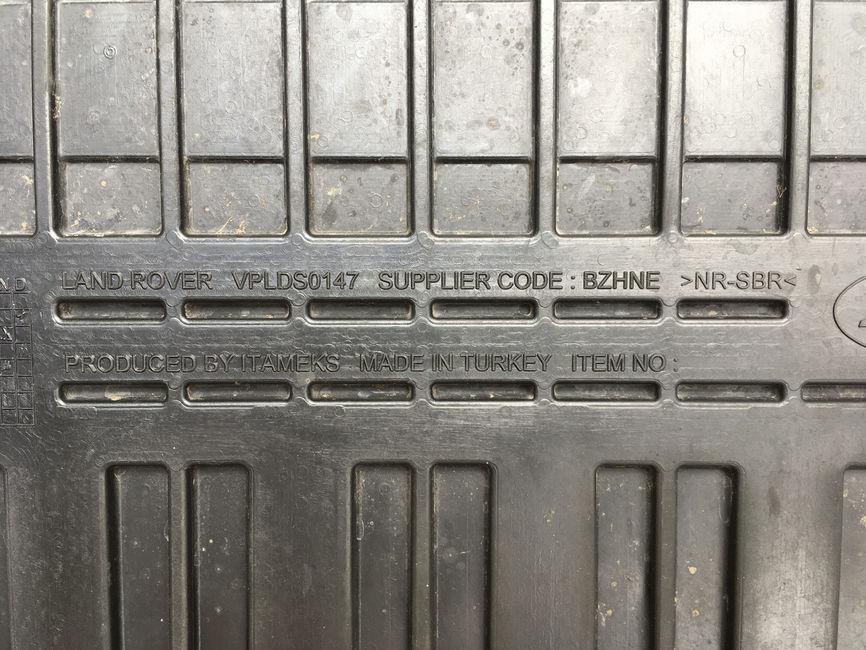 LAND ROVER VPLDS0147 SUPPLIER CODE : BZHNE >NR-SBR<
PRODUCED BY ITAMEKS MADE IN TURKEY ITEM NO :